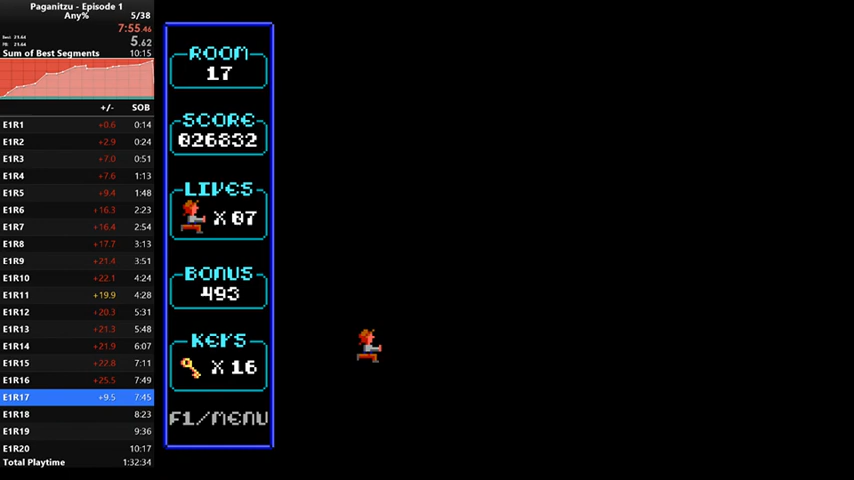 Paganitzu - Episode 1
Any% 5/38
7:55.46
Best 21.64
PB 21.64 5.62
Sum of Best Segments 10:15
+/- SOB
E1R1 +0.6 0:14
E1R2 +2.9 0:24
E1R3 +7.0 0:51
E1R4 +7.6 1:13
E1R5 +9.4 1:48
E1R6 +16.3 2:23
E1R7 +16.4 2:54
E1R8 +17.7 3:13
E1R9 +21.4 3:51
E1R10 +22.1 4:24
E1R11 +19.9 4:28
E1R12 +20.3 5:31
E1R13 +21.3 5:48
E1R14 +21.9 6:07
E1R15 +22.8 7:11
E1R16 +25.5 7:49
E1R17 +9.5 7:45
E1R18 8:23
E1R19 9:36
E1R20 10:17
Total Playtime 1:32:34
ROOM
17
SCORE
026832
LIVES
X 07
BONUS
493
KEYS
X 16
F1/MENU